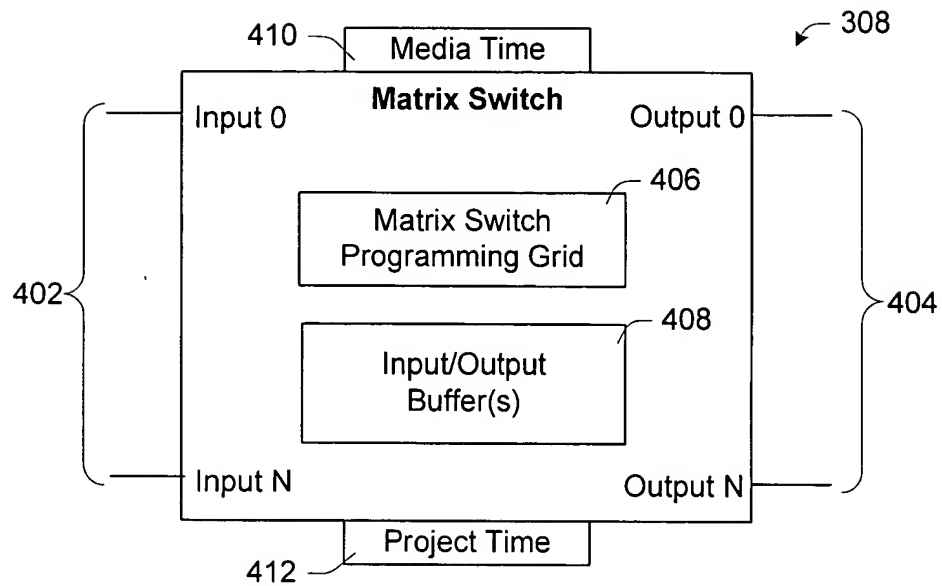 410
Media Time
308
Matrix Switch
Input 0
Output 0
406
Matrix Switch
Programming Grid
402
404
408
Input/Output
Buffer(s)
Input N
Output N
Project Time
412